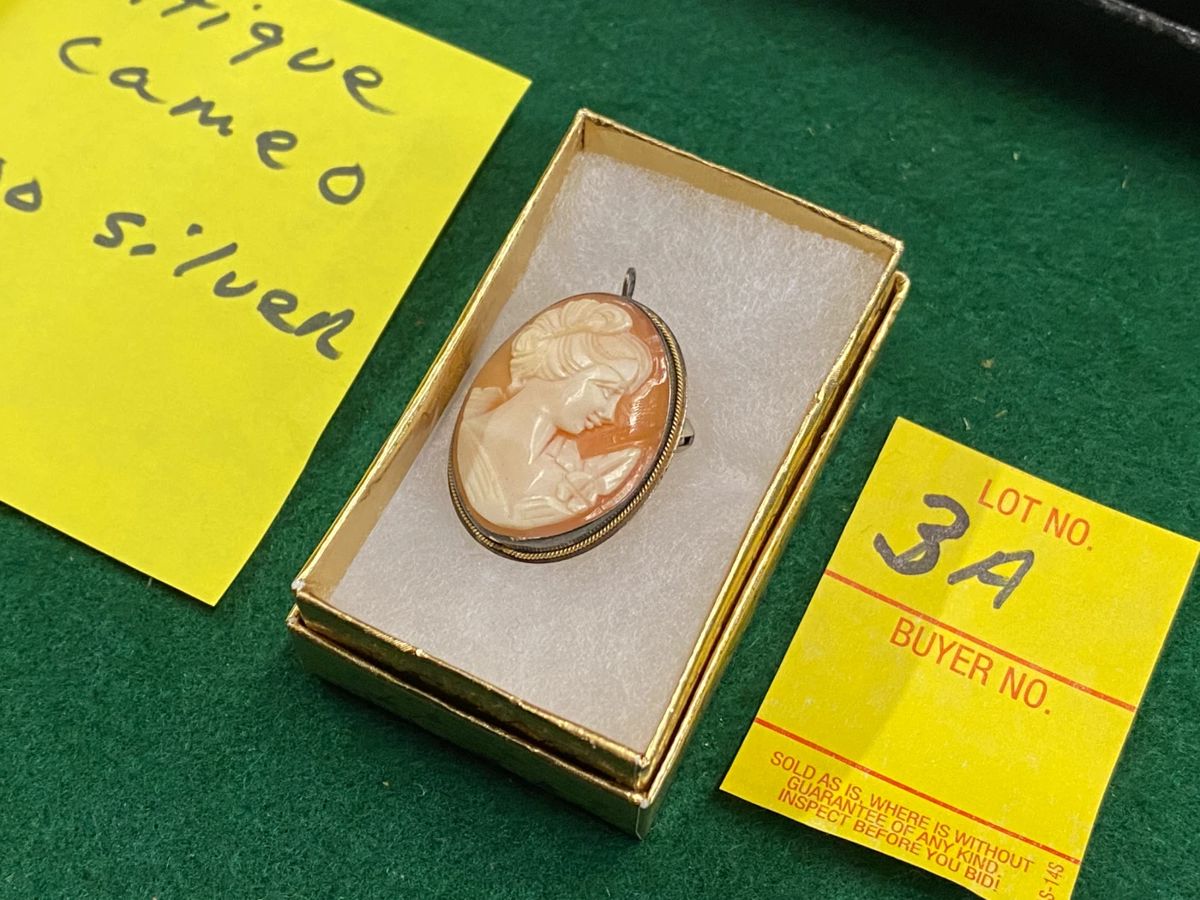 cameo
silver
LOT NO.
3A
BUYER NO.
SOLD AS IS, WHERE IS WITHOUT
GUARANTEE OF ANY KIND.
INSPECT BEFORE YOU BID!
S-145